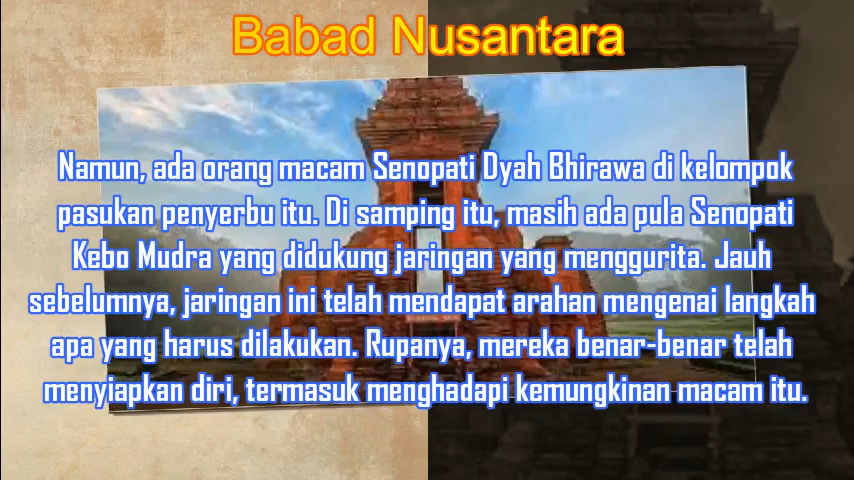 Babad Nusantara
Namun, ada orang macam Senopati Dyah Bhirawa di kelompok
pasukan penyerbu itu. Di samping itu, masih ada pula Senopati
Kebo Mudra yang didukung jaringan yang menggurita. Jauh
sebelumnya, jaringan ini telah mendapat arahan mengenai langkah
apa yang harus dilakukan. Rupanya, mereka benar-benar telah
menyiapkan diri, termasuk menghadapi kemungkinan macam itu.